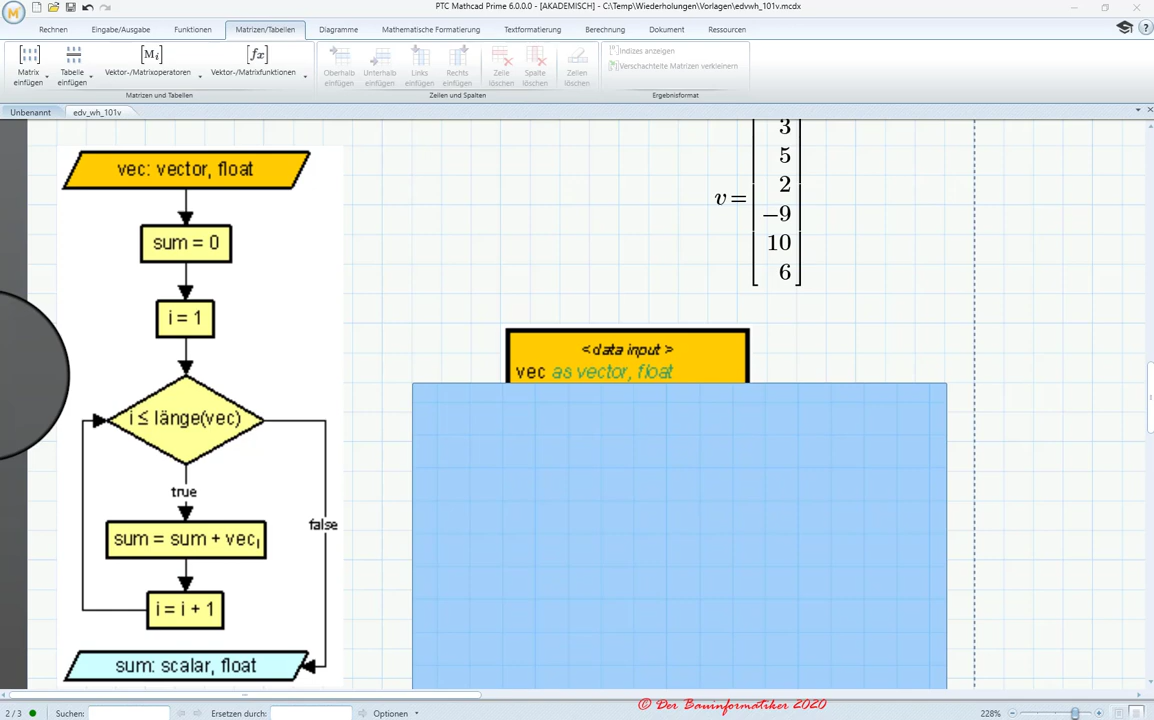 PTC Mathcad Prime 6.0.0.0 - [AKADEMISCH] - C:\Temp\Wiederholungen\Vorlagen\edvwh_101v.mcdx
Rechnen
Eingabe/Ausgabe
Funktionen
Matrizen/Tabellen
Diagramme
Mathematische Formatierung
Textformatierung
Berechnung
Dokument
Ressourcen
Matrix einfügen
Tabelle einfügen
Vektor-/Matrixoperatoren
Vektor-/Matrixfunktionen
Oberhalb einfügen
Unterhalb einfügen
Links einfügen
Rechts einfügen
Zeile löschen
Spalte löschen
Zellen löschen
Indizes anzeigen
Verschachtelte Matrizen verkleinern
Matrizen und Tabellen
Zeilen und Spalten
Ergebnisformat
Unbenannt
edv_wh_101v
vec: vector, float
sum = 0
i = 1
i ≤ länge(vec)
true
false
sum = sum + vecᵢ
i = i + 1
sum: scalar, float
v =
3
5
2
−9
10
6
< data input >
vec as vector, float
© Der Bauinformatiker 2020
2 / 3
Suchen:
Ersetzen durch:
Optionen
228%